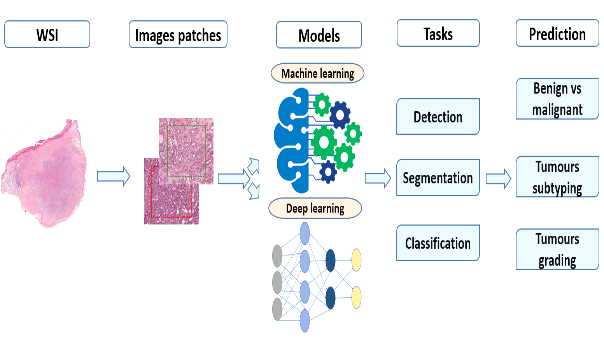 WSI
Images patches
Models
Tasks
Prediction
Machine learning
Deep learning
Detection
Segmentation
Classification
Benign vs
malignant
Tumours
subtyping
Tumours
grading